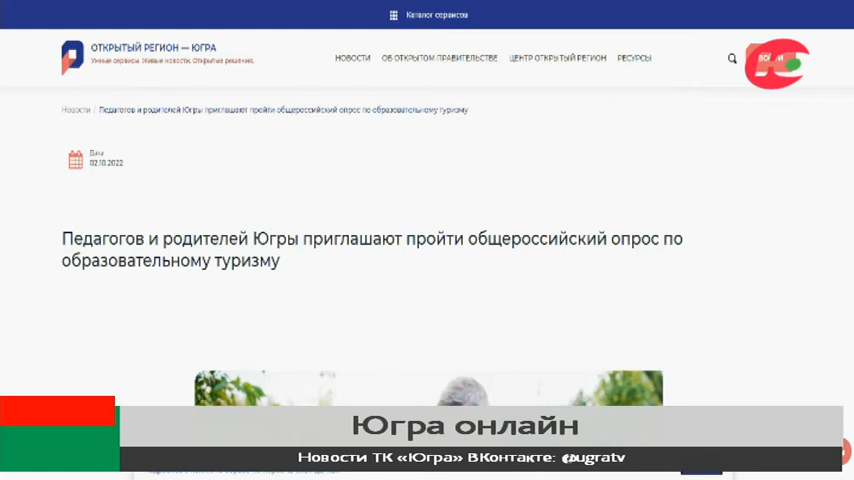 Каталог сервисов
ОТКРЫТЫЙ РЕГИОН — ЮГРА
Умные сервисы. Живые новости. Открытые решения.
НОВОСТИ ОБ ОТКРЫТОМ ПРАВИТЕЛЬСТВЕ ЦЕНТР ОТКРЫТЫЙ РЕГИОН РЕСУРСЫ
Новости / Педагогов и родителей Югры приглашают пройти общероссийский опрос по образовательному туризму
Дата
02.10.2022
Педагогов и родителей Югры приглашают пройти общероссийский опрос по
образовательному туризму
Югра онлайн
Новости ТК «Югра» ВКонтакте: @ugratv